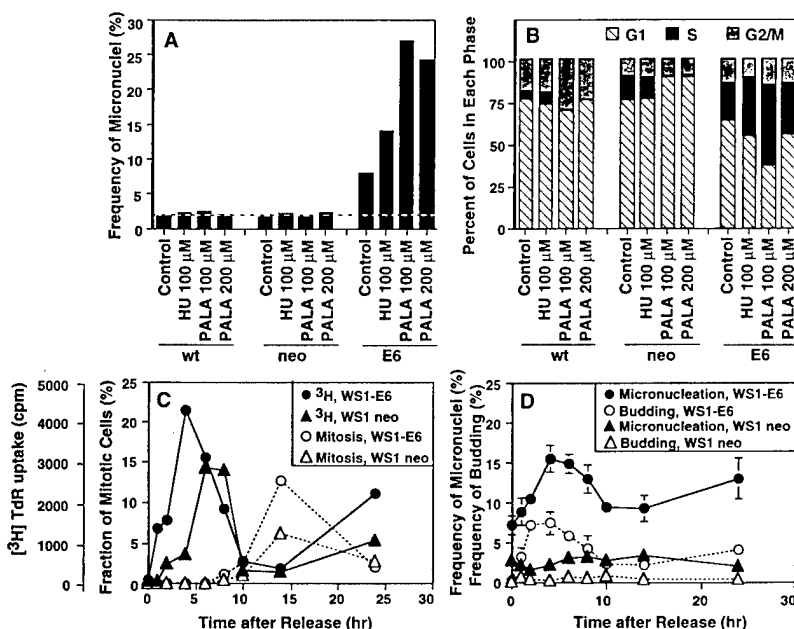 A
Frequency of Micronuclei (%)
30
25
20
15
10
5
0
Control
HU 100 μM
PALA 100 μM
PALA 200 μM
Control
HU 100 μM
PALA 100 μM
PALA 200 μM
Control
HU 100 μM
PALA 100 μM
PALA 200 μM
wt
neo
E6
B
G1
S
G2/M
Percent of Cells in Each Phase
100
75
50
25
0
Control
HU 100 μM
PALA 100 μM
PALA 200 μM
Control
HU 100 μM
PALA 100 μM
PALA 200 μM
Control
HU 100 μM
PALA 100 μM
PALA 200 μM
wt
neo
E6
C
[³H] TdR uptake (cpm)
5000
4000
3000
2000
1000
0
Fraction of Mitotic Cells (%)
25
20
15
10
5
0
³H, WS1-E6
³H, WS1 neo
Mitosis, WS1-E6
Mitosis, WS1 neo
0 5 10 15 20 25 30
Time after Release (hr)
D
Frequency of Micronuclei (%)
Frequency of Budding (%)
25
20
15
10
5
0
Micronucleation, WS1-E6
Budding, WS1-E6
Micronucleation, WS1 neo
Budding, WS1 neo
0 10 20 30
Time after Release (hr)